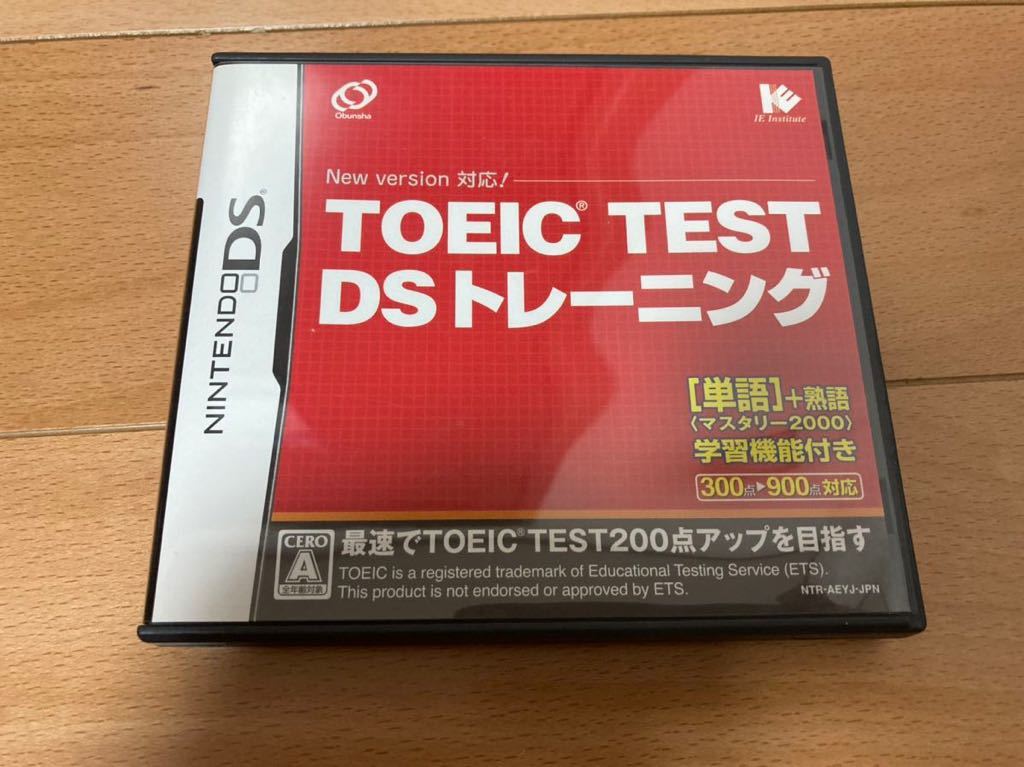 NINTENDO DS®
Obunsha
IE Institute
New version 対応!
TOEIC® TEST
DSトレーニング
[単語]+熟語
〈マスタリー2000〉
学習機能付き
300点▶900点対応
CERO
A
全年齢対象
最速でTOEIC® TEST200点アップを目指す
TOEIC is a registered trademark of Educational Testing Service (ETS).
This product is not endorsed or approved by ETS.
NTR-AEYJ-JPN